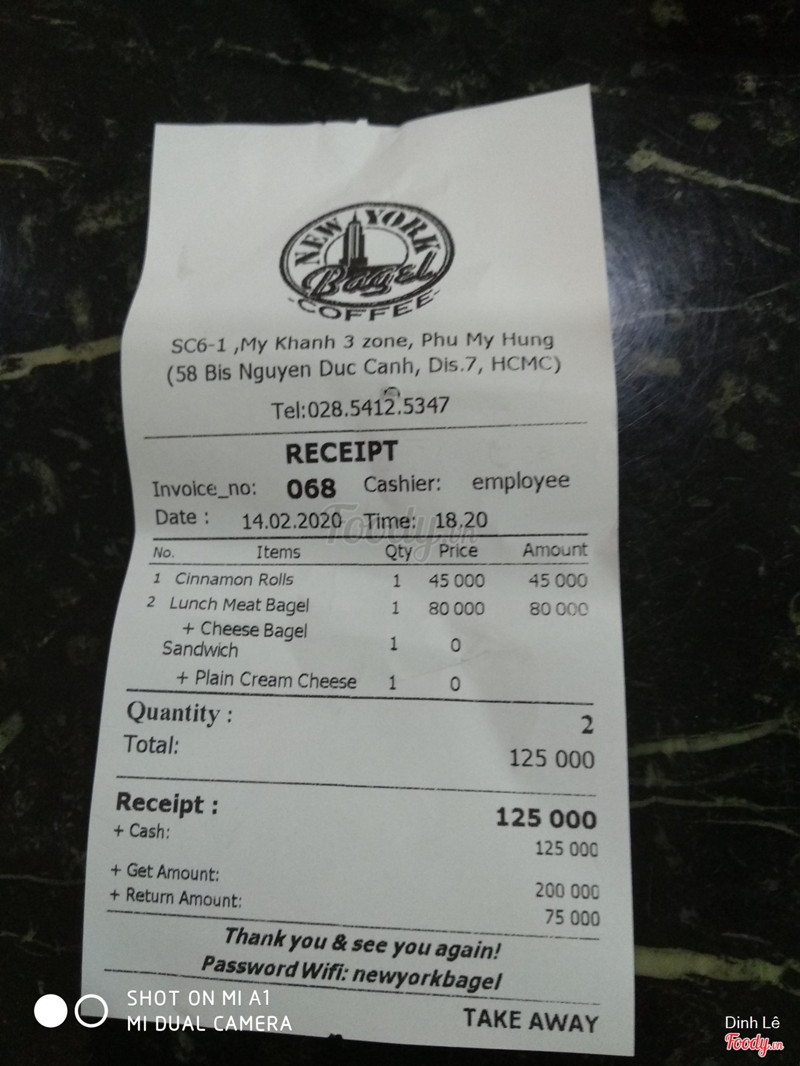 NEW YORK
Bagel
-COFFEE-
SC6-1 ,My Khanh 3 zone, Phu My Hung
(58 Bis Nguyen Duc Canh, Dis.7, HCMC)
Tel:028.5412.5347
RECEIPT
Invoice_no: 068 Cashier: employee
Date : 14.02.2020 Time: 18.20
Foody.vn
No. Items Qty Price Amount
1 Cinnamon Rolls 1 45 000 45 000
2 Lunch Meat Bagel 1 80 000 80 000
+ Cheese Bagel
Sandwich 1 0
+ Plain Cream Cheese 1 0
Quantity : 2
Total: 125 000
Receipt : 125 000
+ Cash: 125 000
+ Get Amount: 200 000
+ Return Amount: 75 000
Thank you & see you again!
Password Wifi: newyorkbagel
TAKE AWAY
SHOT ON MI A1
MI DUAL CAMERA
Dinh Lê
Foody.vn